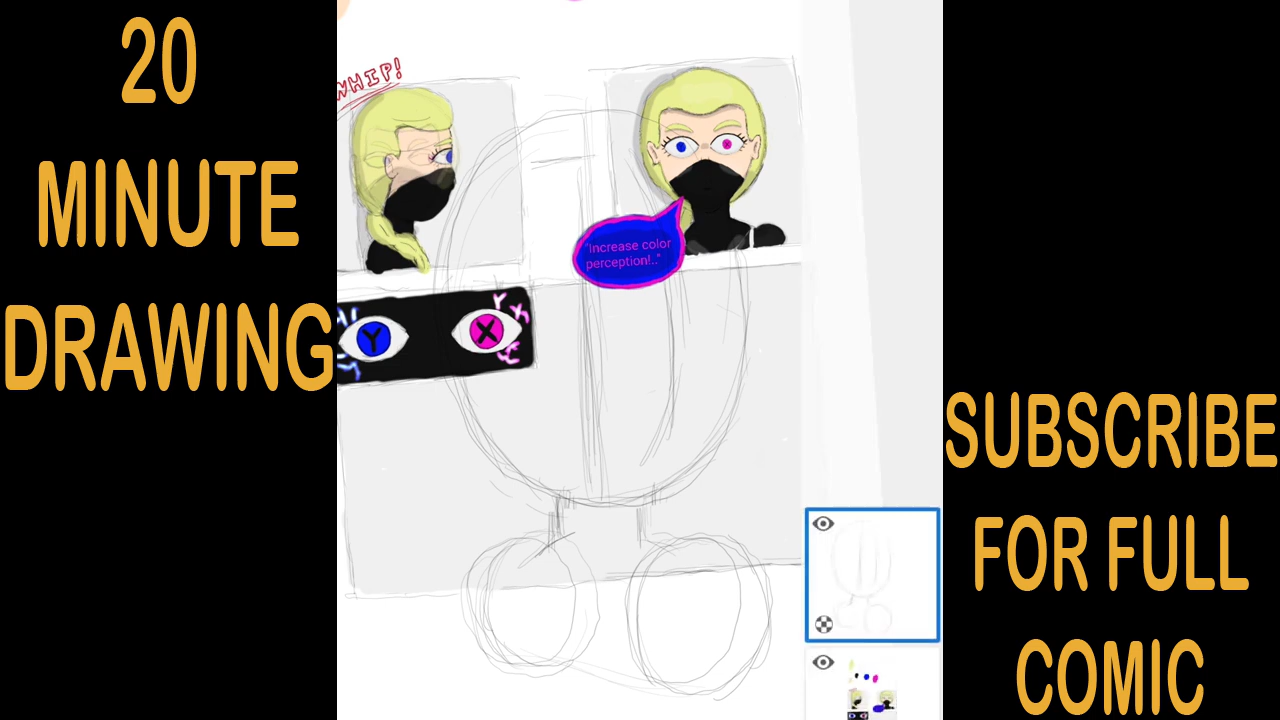 20
MINUTE
DRAWING
WHIP!
"Increase color
perception!.."
Y X
SUBSCRIBE
FOR FULL
COMIC